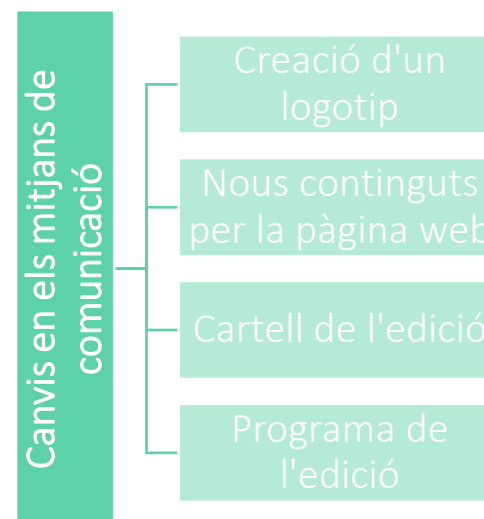 Canvis en els mitjans de
comunicació
Creació d'un
logotip
Nous continguts
per la pàgina web
Cartell de l'edició
Programa de
l'edició